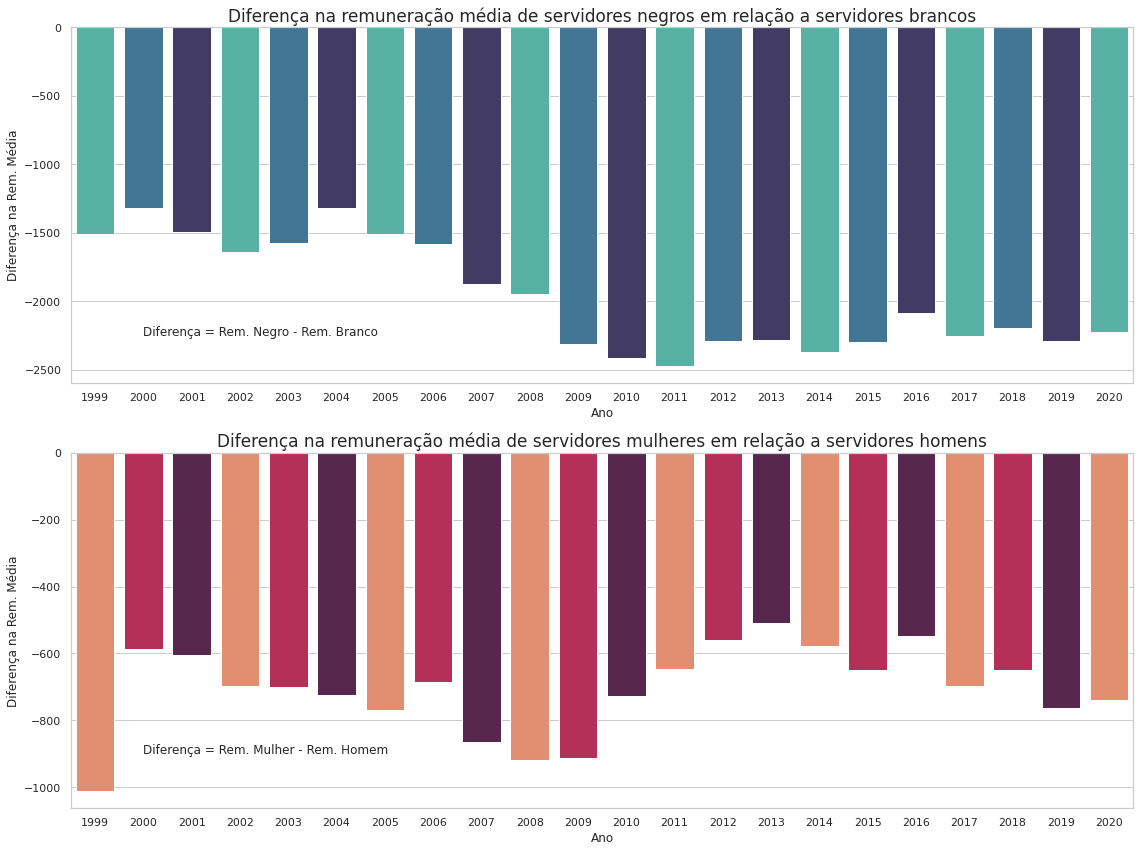 Diferença na remuneração média de servidores negros em relação a servidores brancos
0
−500
−1000
−1500
−2000
−2500
Diferença na Rem. Média
Diferença = Rem. Negro - Rem. Branco
1999 2000 2001 2002 2003 2004 2005 2006 2007 2008 2009 2010 2011 2012 2013 2014 2015 2016 2017 2018 2019 2020
Ano
Diferença na remuneração média de servidores mulheres em relação a servidores homens
0
−200
−400
−600
−800
−1000
Diferença na Rem. Média
Diferença = Rem. Mulher - Rem. Homem
1999 2000 2001 2002 2003 2004 2005 2006 2007 2008 2009 2010 2011 2012 2013 2014 2015 2016 2017 2018 2019 2020
Ano